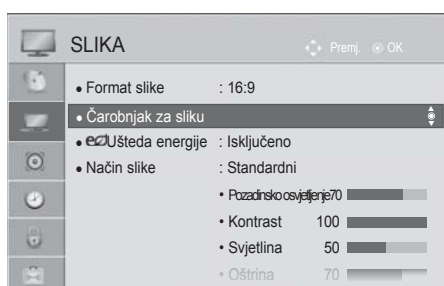 SLIKA Premj. OK
• Format slike : 16:9
• Čarobnjak za sliku
• eco Ušteda energije : Isključeno
• Način slike : Standardni
• Pozadinsko osvjetljenje 70
• Kontrast 100
• Svjetlina 50
• Oštrina 70